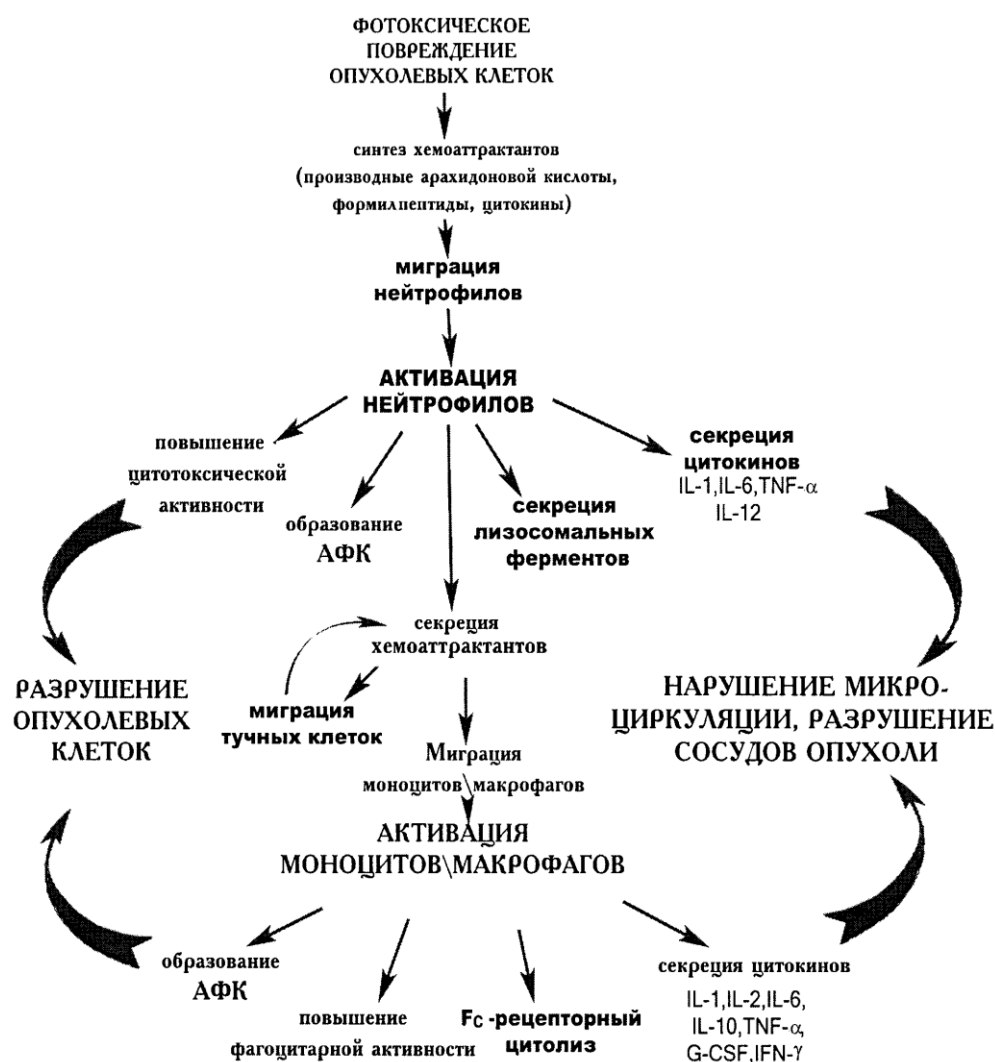 ФОТОКСИЧЕСКОЕ
ПОВРЕЖДЕНИЕ
ОПУХОЛЕВЫХ КЛЕТОК
синтез хемоаттрактантов
(производные арахидоновой кислоты,
формилпептиды, цитокины)
миграция
нейтрофилов
АКТИВАЦИЯ
НЕЙТРОФИЛОВ
повышение
цитотоксической
активности
образование
АФК
секреция
лизосомальных
ферментов
секреция
цитокинов
IL-1,IL-6,TNF-α
IL-12
секреция
хемоаттрактантов
РАЗРУШЕНИЕ
ОПУХОЛЕВЫХ
КЛЕТОК
миграция
тучных клеток
НАРУШЕНИЕ МИКРО-
ЦИРКУЛЯЦИИ, РАЗРУШЕНИЕ
СОСУДОВ ОПУХОЛИ
Миграция
моноцитов\макрофагов
АКТИВАЦИЯ
МОНОЦИТОВ\МАКРОФАГОВ
образование
АФК
повышение
фагоцитарной активности
Fc -рецепторный
цитолиз
секреция цитокинов
IL-1,IL-2,IL-6,
IL-10,TNF-α,
G-CSF,IFN-γ